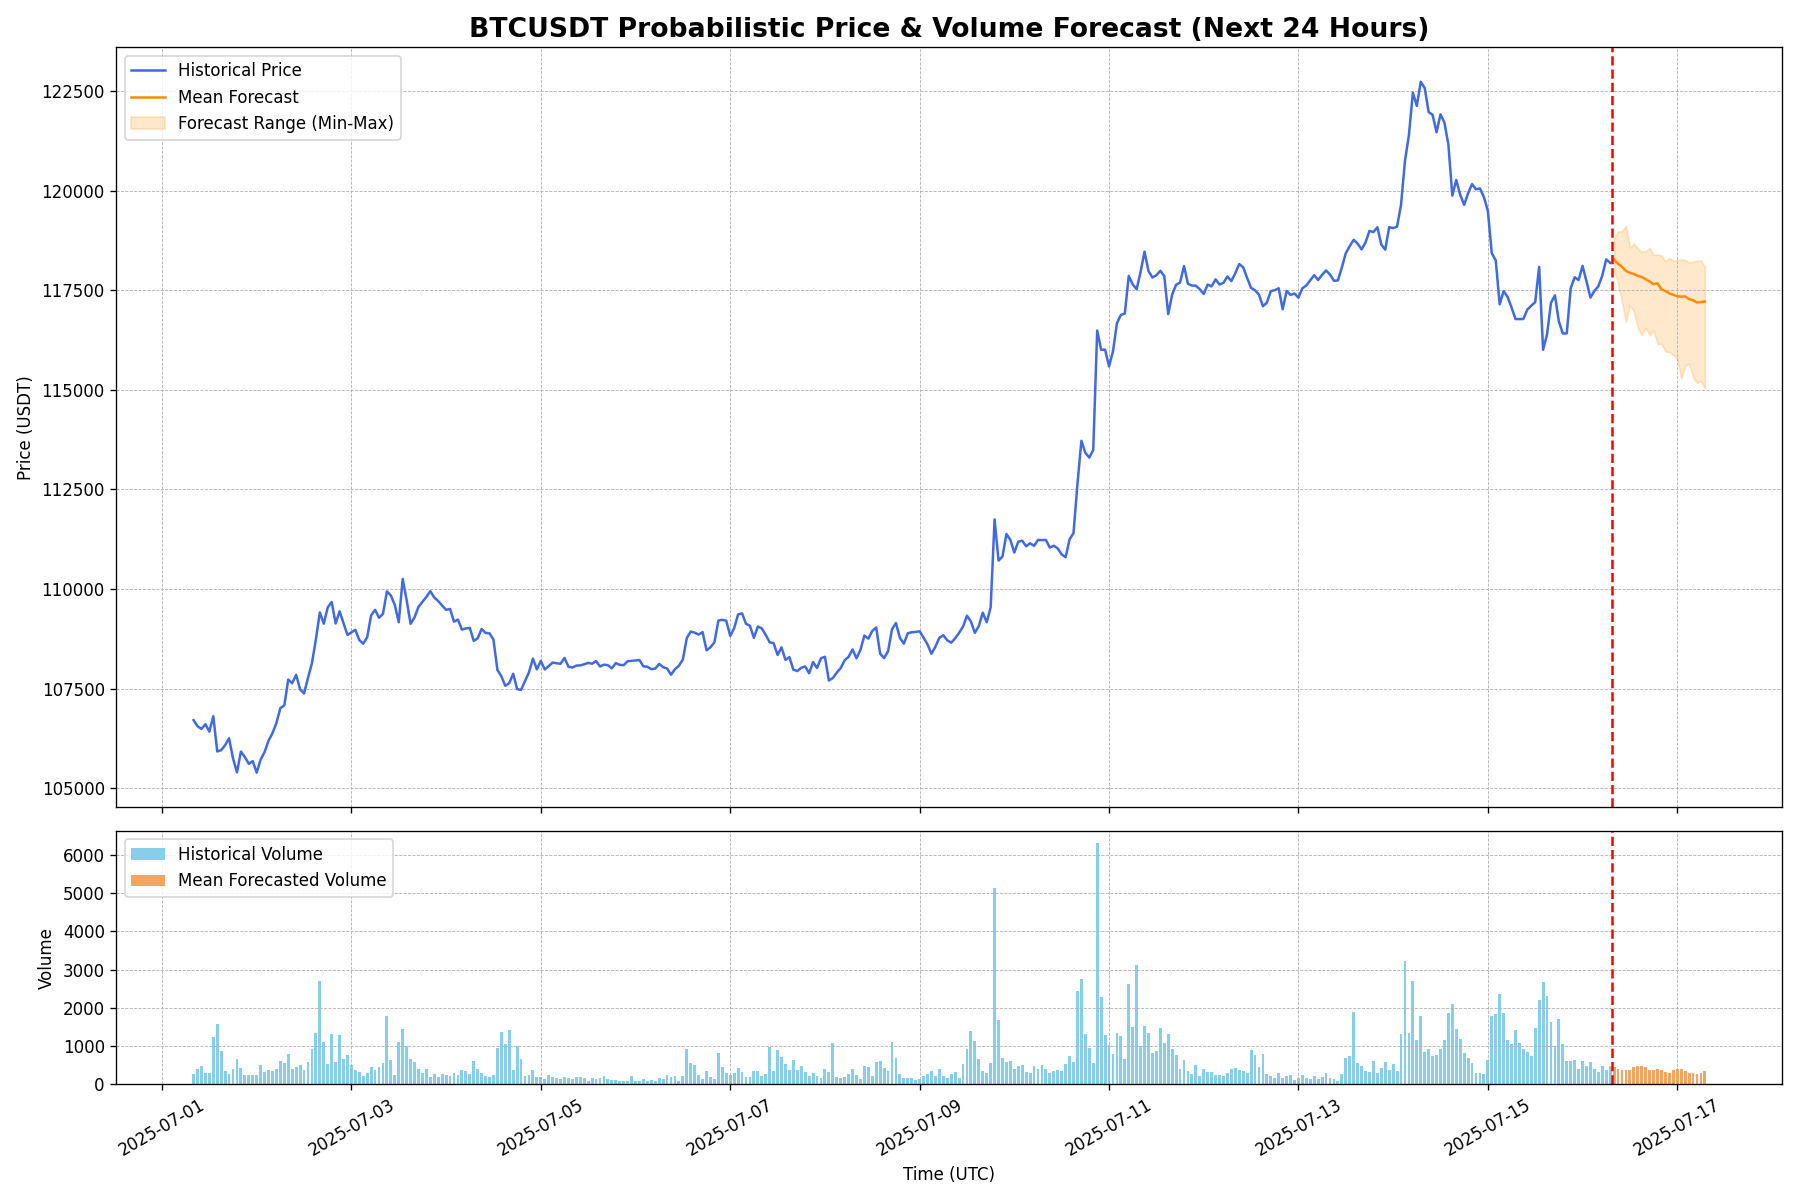 BTCUSDT Probabilistic Price & Volume Forecast (Next 24 Hours)
Historical Price
Mean Forecast
Forecast Range (Min-Max)
122500
120000
117500
115000
112500
110000
107500
105000
Price (USDT)
Historical Volume
Mean Forecasted Volume
6000
5000
4000
3000
2000
1000
0
Volume
2025-07-01
2025-07-03
2025-07-05
2025-07-07
2025-07-09
2025-07-11
2025-07-13
2025-07-15
2025-07-17
Time (UTC)